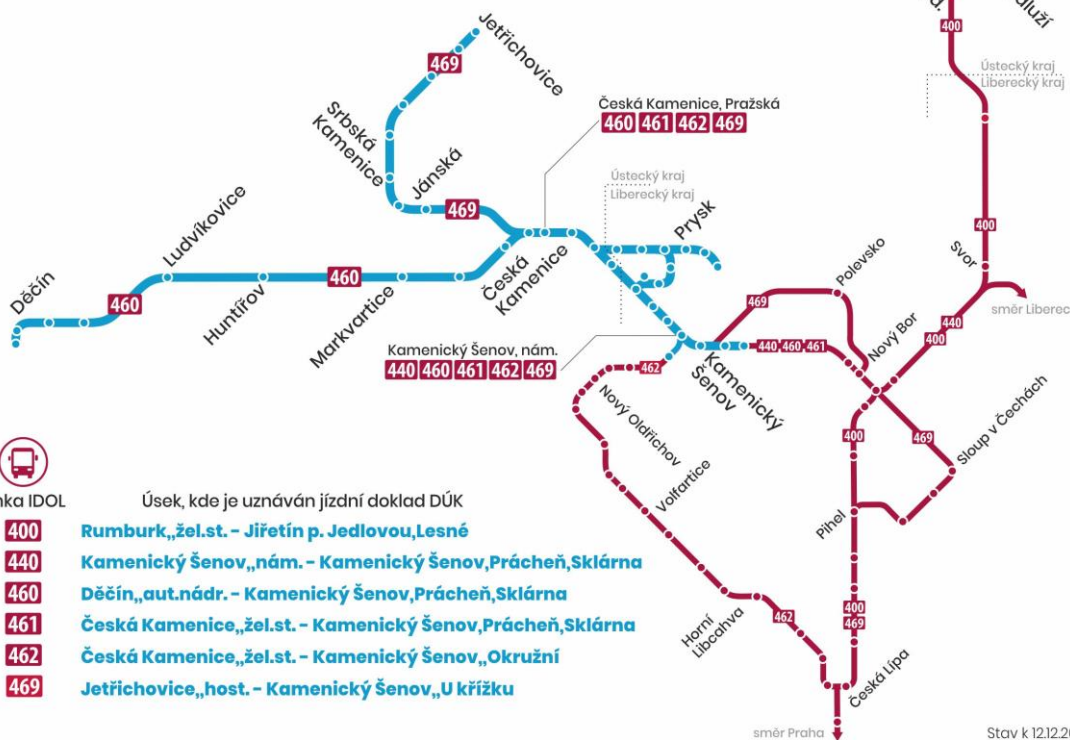 400
Ústecký kraj
Liberecký kraj
Jetřichovice
469
Srbská
Kamenice
Jánská
469
Česká Kamenice, Pražská
460 461 462 469
Ústecký kraj
Liberecký kraj
Prysk
400
Svor
směr Liberec
Ludvíkovice
Děčín
460
Huntířov
460
Markvartice
Česká
Kamenice
Polevsko
469
Nový Bor
440
400
Kamenický Šenov, nám.
440 460 461 462 469
440 460 461
462
Kamenický
Šenov
Nový Oldřichov
Volfartice
400
469
Sloup v Čechách
Pihel
Horní
Libcahva
462
400
469
Česká Lípa
směr Praha
Úsek, kde je uznáván jízdní doklad DÚK
400 Rumburk,,žel.st. - Jiřetín p. Jedlovou,Lesné
440 Kamenický Šenov,,nám. - Kamenický Šenov,Prácheň,Sklárna
460 Děčín,,aut.nádr. - Kamenický Šenov,Prácheň,Sklárna
461 Česká Kamenice,,žel.st. - Kamenický Šenov,Prácheň,Sklárna
462 Česká Kamenice,,žel.st. - Kamenický Šenov,,Okružní
469 Jetřichovice,,host. - Kamenický Šenov,,U křížku
IDOL
Stav k 12.12.20